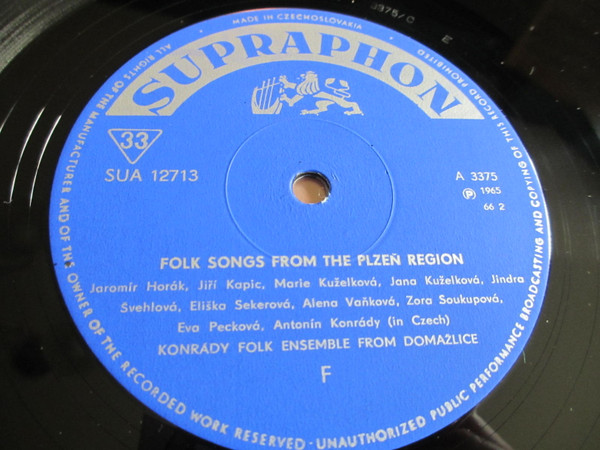 3375/C E
MADE IN CZECHOSLOVAKIA
ALL RIGHTS OF THE MANUFACTURER AND OF THE OWNER OF THE RECORDED WORK RESERVED · UNAUTHORIZED PUBLIC PERFORMANCE BROADCASTING AND COPYING OF THIS RECORD PROHIBITED
SUPRAPHON
33
SUA 12713
A 3375
Ⓟ 1965
66 2
FOLK SONGS FROM THE PLZEŇ REGION
Jaromír Horák, Jiří Kapic, Marie Kuželková, Jana Kuželková, Jindra
Svehlová, Eliška Sekerová, Alena Vaňková, Zora Soukupová,
Eva Pecková, Antonín Konrády (in Czech)
KONRÁDY FOLK ENSEMBLE FROM DOMAŽLICE
F